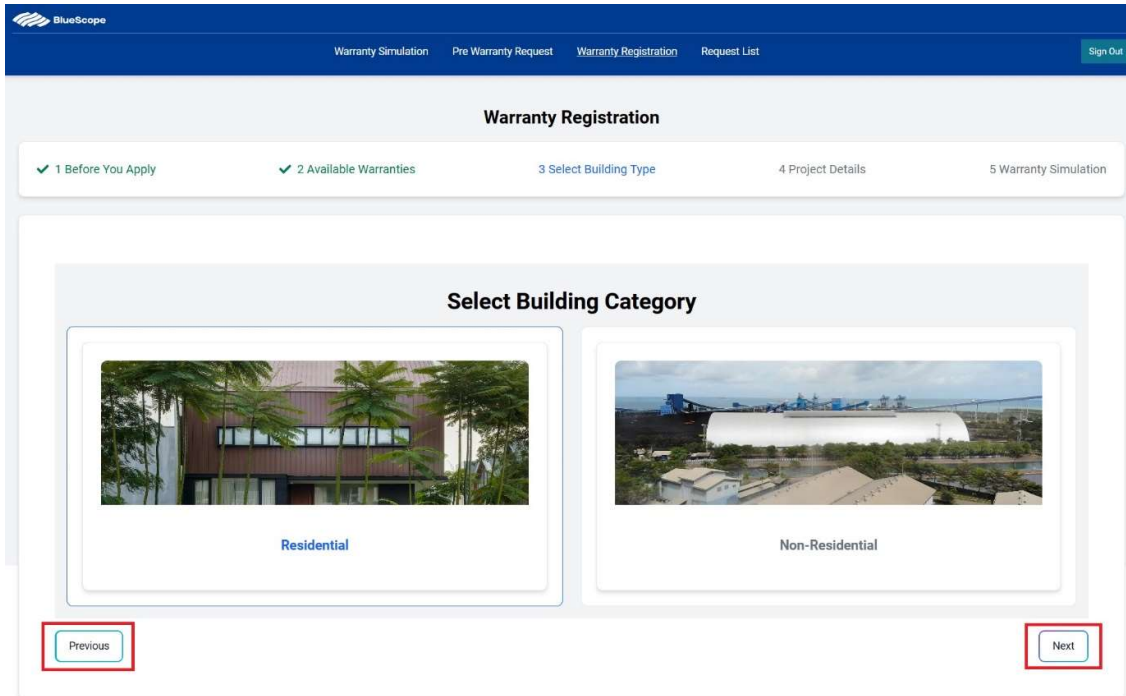 BlueScope
Warranty Simulation Pre Warranty Request Warranty Registration Request List Sign Out
Warranty Registration
1 Before You Apply 2 Available Warranties 3 Select Building Type 4 Project Details 5 Warranty Simulation
Select Building Category
Residential Non-Residential
Previous Next